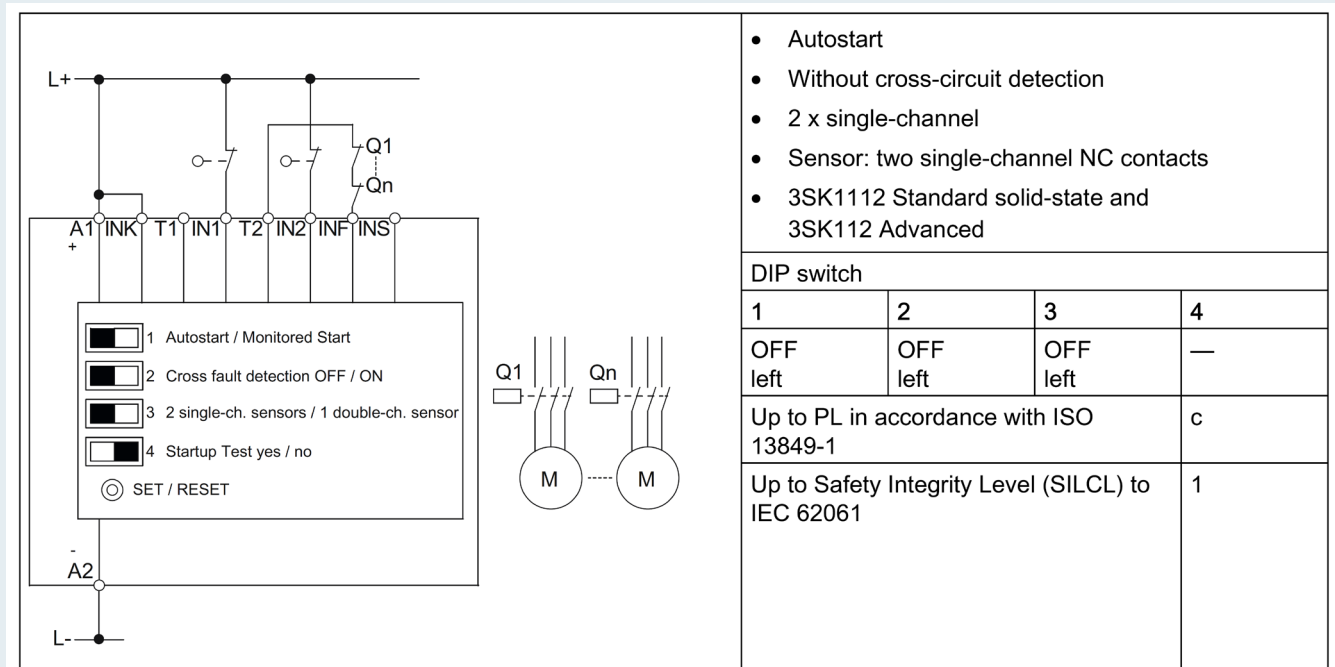 L+
Q1
Qn
A1 INK T1 IN1 T2 IN2 INF INS
+
1 Autostart / Monitored Start
2 Cross fault detection OFF / ON
3 2 single-ch. sensors / 1 double-ch. sensor
4 Startup Test yes / no
SET / RESET
-
A2
L-
Q1 Qn
M M
• Autostart
• Without cross-circuit detection
• 2 x single-channel
• Sensor: two single-channel NC contacts
• 3SK1112 Standard solid-state and
3SK112 Advanced
DIP switch
1 2 3 4
OFF OFF OFF —
left left left
Up to PL in accordance with ISO c
13849-1
Up to Safety Integrity Level (SILCL) to 1
IEC 62061